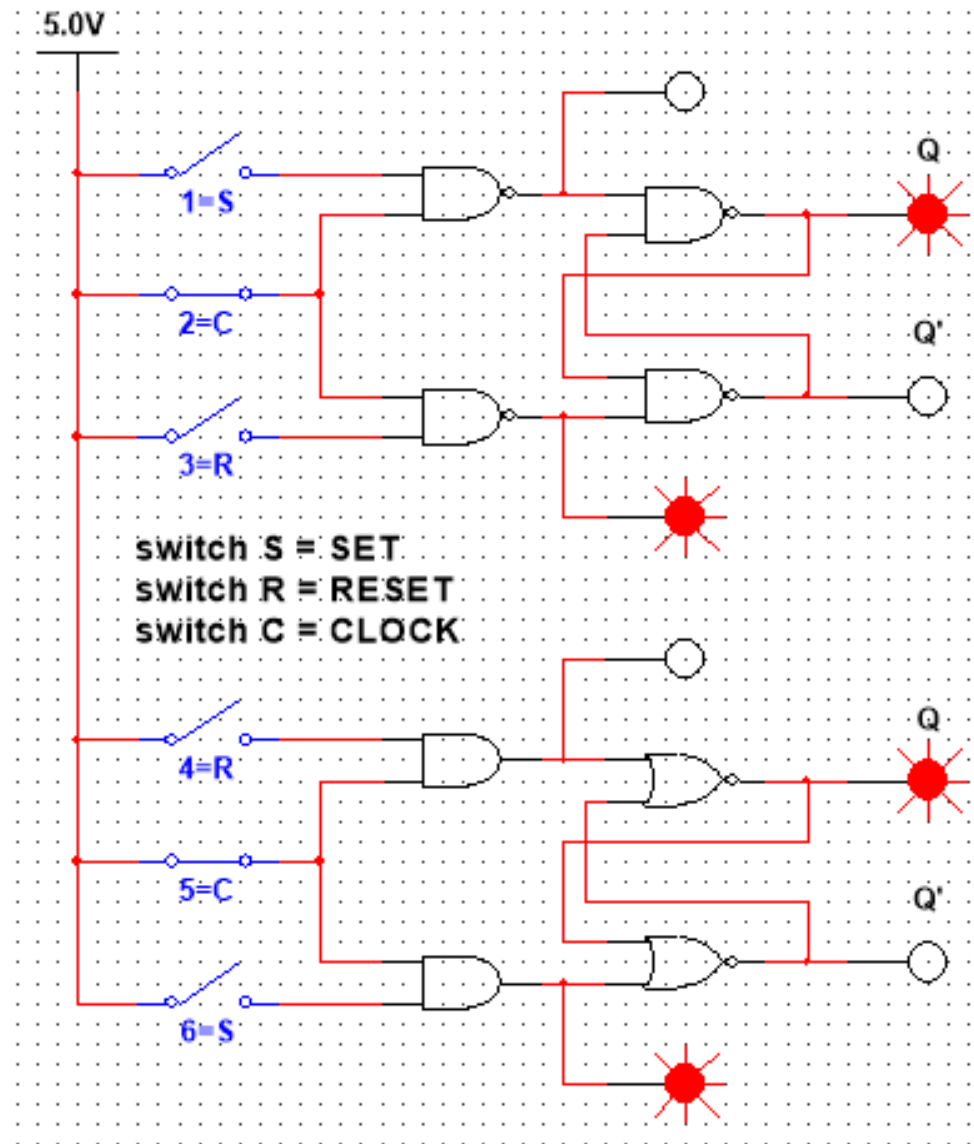 5.0V
Q
1=S
2=C
Q'
3=R
switch S = SET
switch R = RESET
switch C = CLOCK
Q
4=R
5=C
Q'
6=S